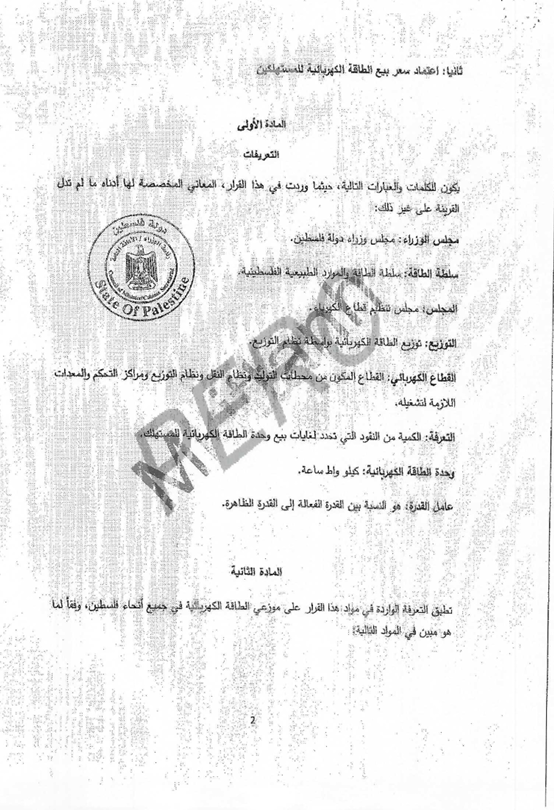 ثانيا: اعتماد سعر بيع الطاقة الكهربائية للمستهلكين
المادة الأولى
التعريفات
يكون للكلمات والعبارات التالية، حيثما وردت في هذا القرار، المعاني المخصصة لها أدناه ما لم تدل
القرينة على غير ذلك:
مجلس الوزراء: مجلس وزراء دولة فلسطين.
دولة فلسطين
State Of Palestine
سلطة الطاقة: سلطة الطاقة والموارد الطبيعية الفلسطينية.
المجلس: مجلس تنظيم قطاع الكهرباء.
التوزيع: توزيع الطاقة الكهربائية بواسطة نظام التوزيع.
القطاع الكهربائي: القطاع المكون من محطات التوليد ونظام النقل ونظام التوزيع ومراكز التحكم والمعدات
اللازمة لتشغيله.
التعرفة: الكمية من النقود التي تحدد لغايات بيع وحدة الطاقة الكهربائية للمستهلك.
وحدة الطاقة الكهربائية: كيلو واط ساعة.
عامل القدرة: هو النسبة بين القدرة الفعالة إلى القدرة الظاهرة.
المادة الثانية
تطبق التعرفة الواردة في مواد هذا القرار على موزعي الطاقة الكهربائية في جميع أنحاء فلسطين، وفقاً لما
هو مبين في المواد التالية:
2